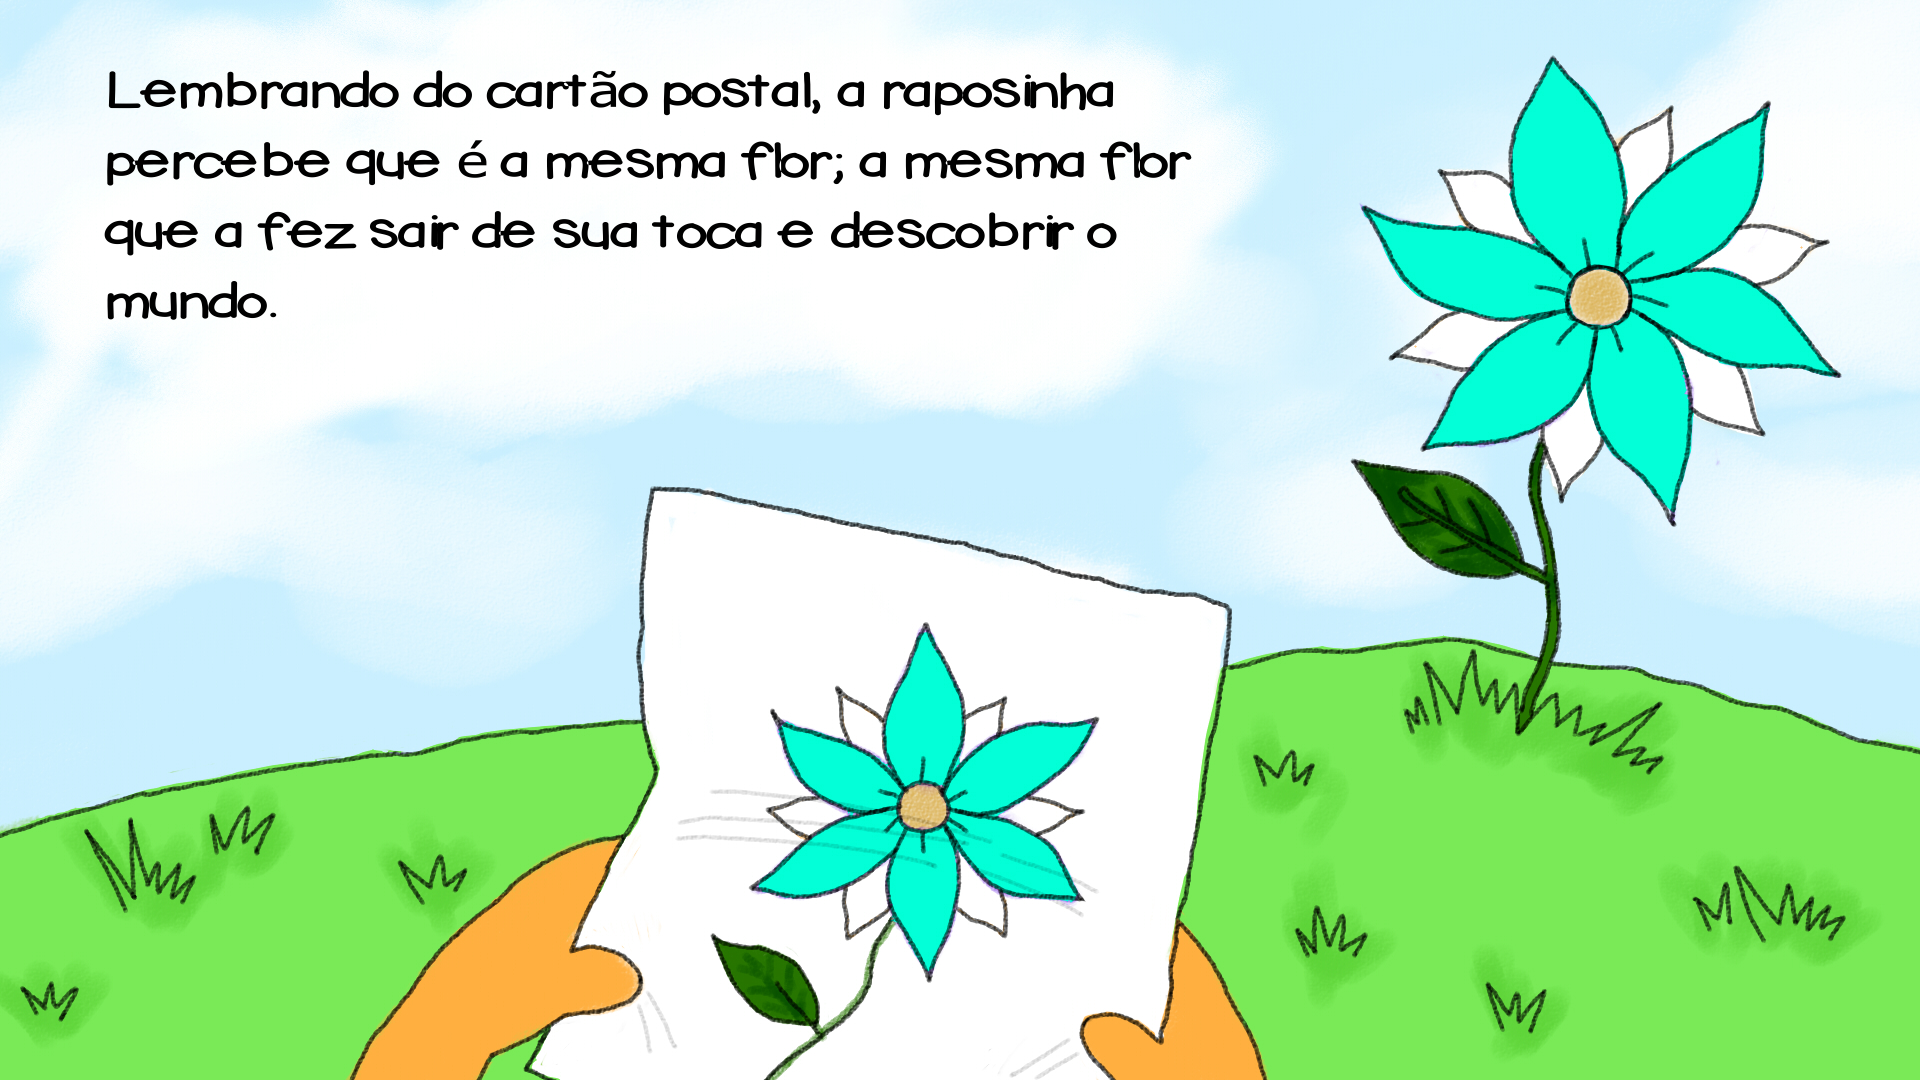 Lembrando do cartão postal, a raposinha
percebe que é a mesma flor; a mesma flor
que a fez sair de sua toca e descobrir o
mundo.